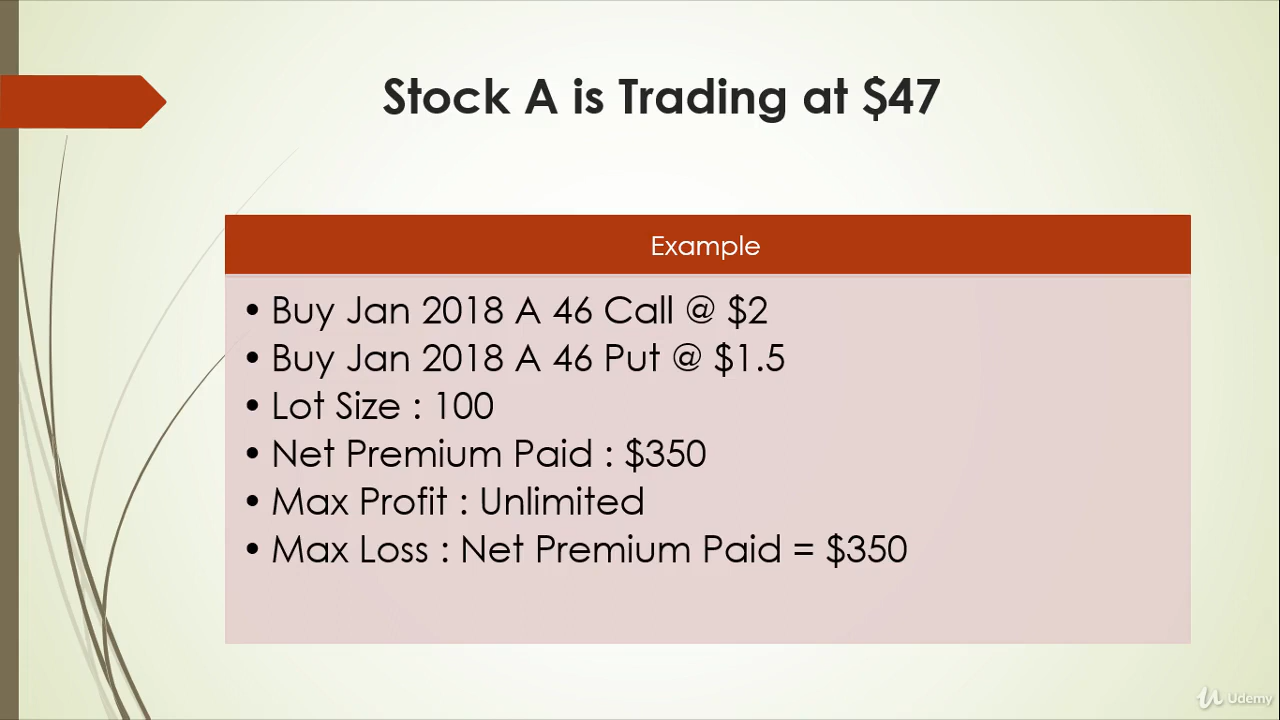 Stock A is Trading at $47
Example
• Buy Jan 2018 A 46 Call @ $2
• Buy Jan 2018 A 46 Put @ $1.5
• Lot Size : 100
• Net Premium Paid : $350
• Max Profit : Unlimited
• Max Loss : Net Premium Paid = $350
Udemy